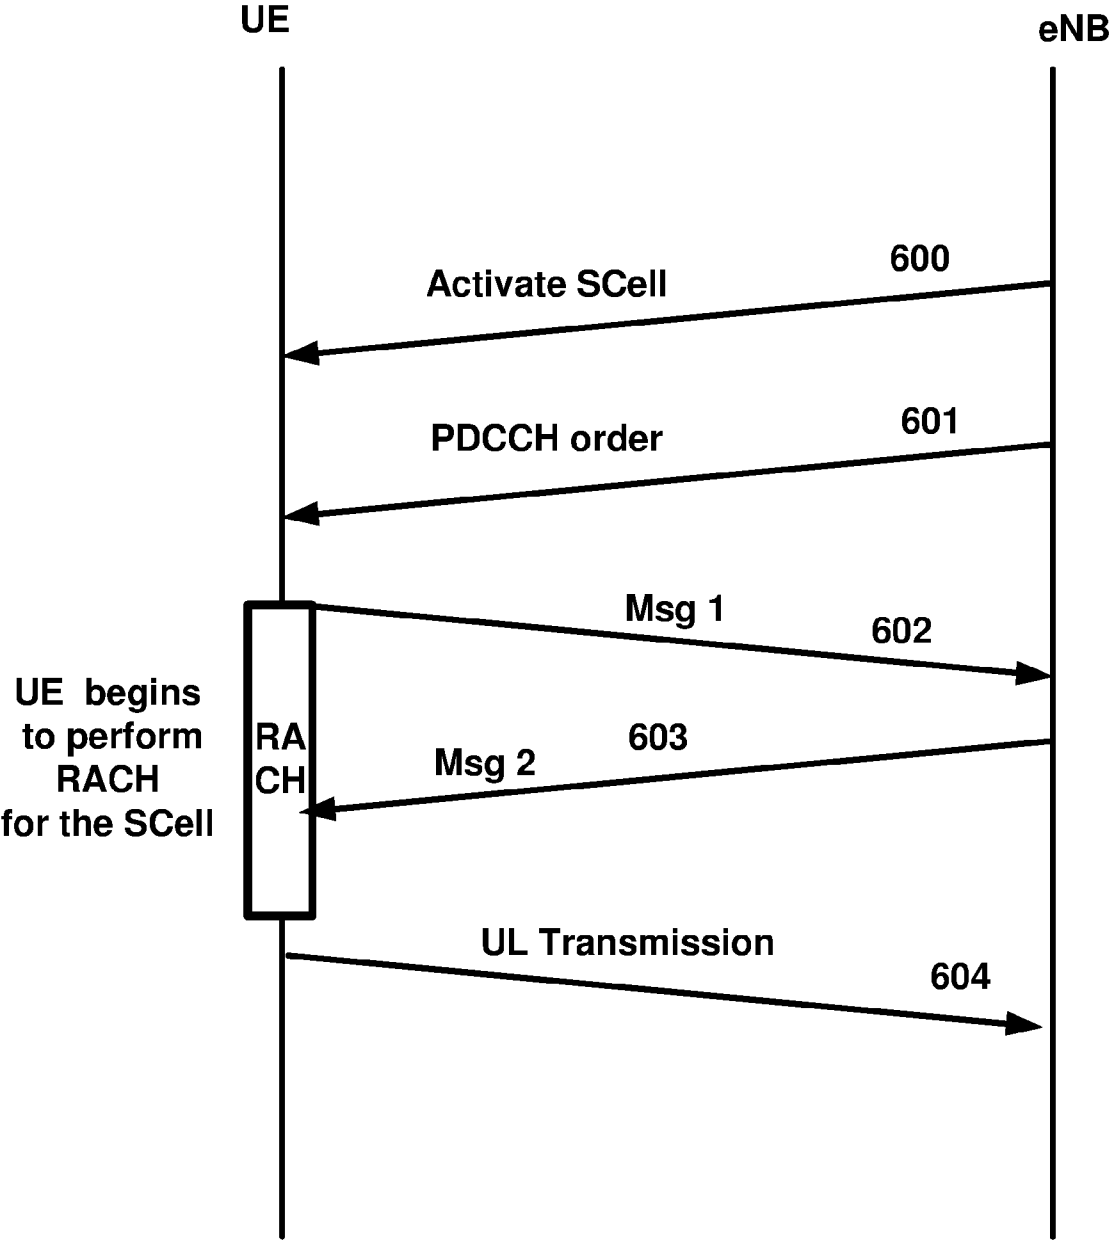 UE
eNB
600
Activate SCell
601
PDCCH order
Msg 1
602
UE begins
to perform
RACH
for the SCell
RA
CH
603
Msg 2
UL Transmission
604